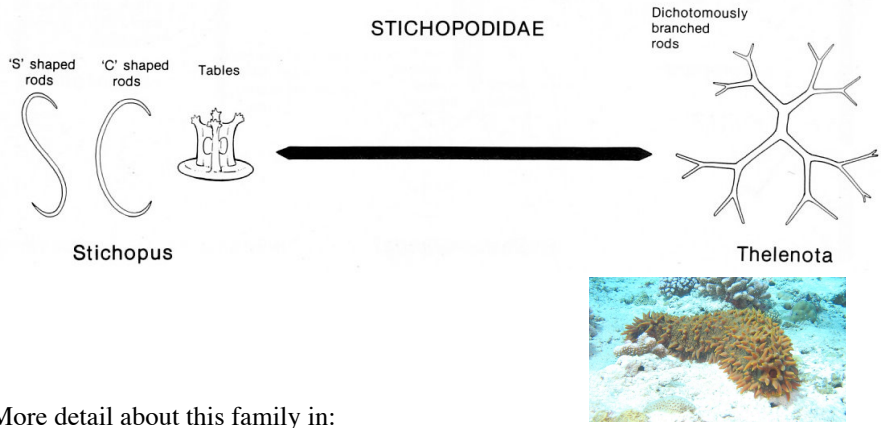 STICHOPODIDAE
'S' shaped
rods
'C' shaped
rods
Tables
Dichotomously
branched
rods
Stichopus
Thelenota
More detail about this family in: